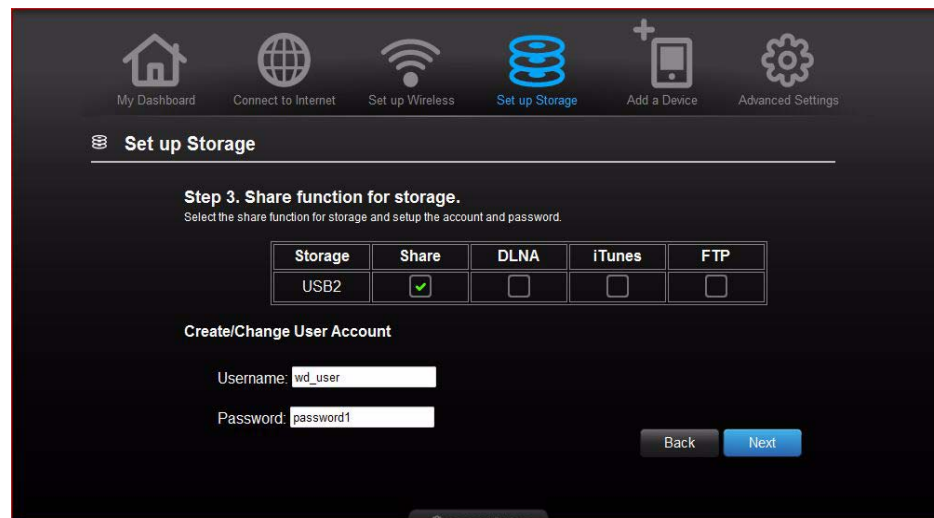 My Dashboard Connect to Internet Set up Wireless Set up Storage Add a Device Advanced Settings
Set up Storage
Step 3. Share function for storage.
Select the share function for storage and setup the account and password.
Storage Share DLNA iTunes FTP
USB2
Create/Change User Account
Username: wd_user
Password: password1
Back Next